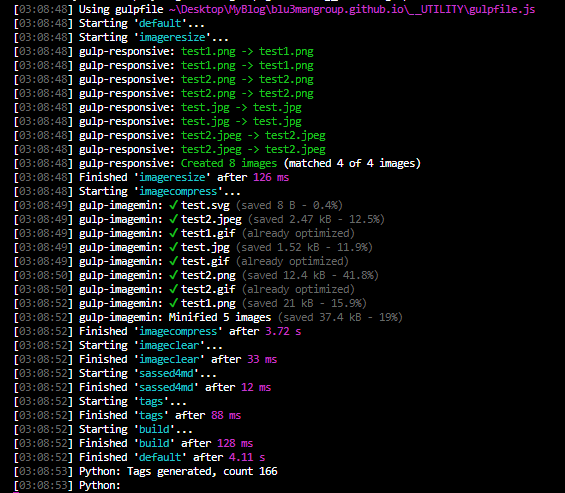 [03:08:48] Using gulpfile ~\Desktop\MyBlog\blu3mangroup.github.io\__UTILITY\gulpfile.js
[03:08:48] Starting 'default'...
[03:08:48] Starting 'imageresize'...
[03:08:48] gulp-responsive: test1.png -> test1.png
[03:08:48] gulp-responsive: test1.png -> test1.png
[03:08:48] gulp-responsive: test2.png -> test2.png
[03:08:48] gulp-responsive: test2.png -> test2.png
[03:08:48] gulp-responsive: test.jpg -> test.jpg
[03:08:48] gulp-responsive: test.jpg -> test.jpg
[03:08:48] gulp-responsive: test2.jpeg -> test2.jpeg
[03:08:48] gulp-responsive: test2.jpeg -> test2.jpeg
[03:08:48] gulp-responsive: Created 8 images (matched 4 of 4 images)
[03:08:48] Finished 'imageresize' after 126 ms
[03:08:48] Starting 'imagecompress'...
[03:08:49] gulp-imagemin: ✓ test.svg (saved 8 B - 0.4%)
[03:08:49] gulp-imagemin: ✓ test2.jpeg (saved 2.47 kB - 12.5%)
[03:08:49] gulp-imagemin: ✓ test1.gif (already optimized)
[03:08:49] gulp-imagemin: ✓ test.jpg (saved 1.52 kB - 11.9%)
[03:08:49] gulp-imagemin: ✓ test.gif (already optimized)
[03:08:50] gulp-imagemin: ✓ test2.png (saved 12.4 kB - 41.8%)
[03:08:50] gulp-imagemin: ✓ test2.gif (already optimized)
[03:08:52] gulp-imagemin: ✓ test1.png (saved 21 kB - 15.9%)
[03:08:52] gulp-imagemin: Minified 5 images (saved 37.4 kB - 19%)
[03:08:52] Finished 'imagecompress' after 3.72 s
[03:08:52] Starting 'imageclear'...
[03:08:52] Finished 'imageclear' after 33 ms
[03:08:52] Starting 'sassed4md'...
[03:08:52] Finished 'sassed4md' after 12 ms
[03:08:52] Starting 'tags'...
[03:08:52] Finished 'tags' after 88 ms
[03:08:52] Starting 'build'...
[03:08:52] Finished 'build' after 128 ms
[03:08:52] Finished 'default' after 4.11 s
[03:08:53] Python: Tags generated, count 166
[03:08:53] Python: